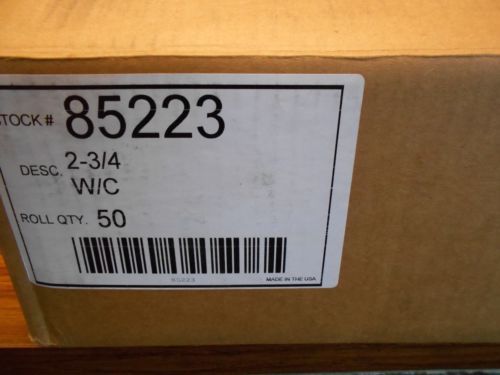 STOCK# 85223
DESC. 2-3/4
W/C
ROLL QTY. 50
85223
MADE IN THE USA